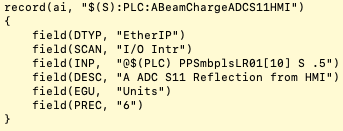 record(ai, "$(S):PLC:ABeamChargeADCS11HMI")
{
    field(DTYP, "EtherIP")
    field(SCAN, "I/O Intr")
    field(INP,  "@$(PLC) PPSmbplsLR01[10] S .5")
    field(DESC, "A ADC S11 Reflection from HMI")
    field(EGU,  "Units")
    field(PREC, "6")
}